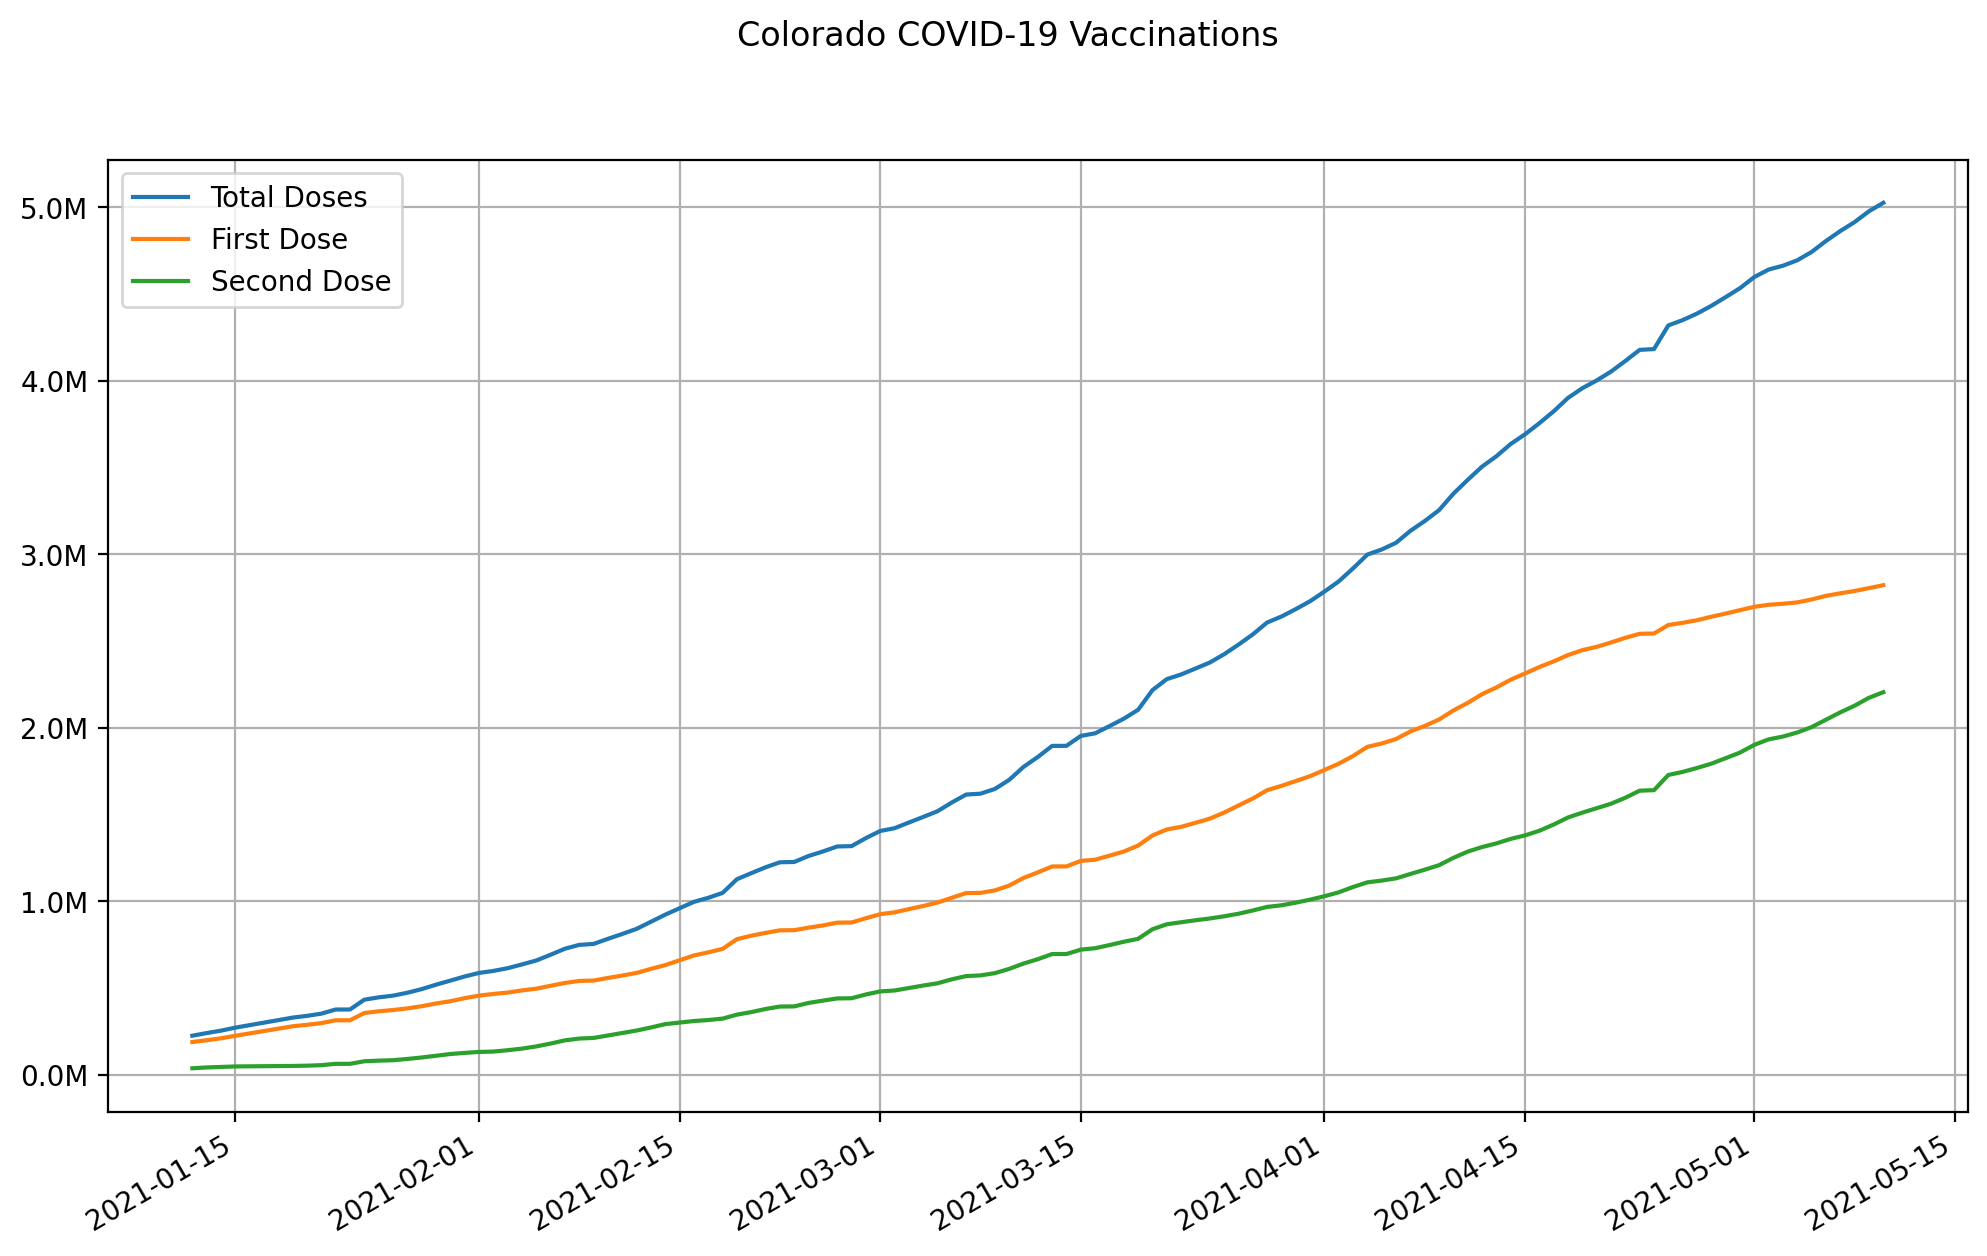 Colorado COVID-19 Vaccinations
Total Doses
First Dose
Second Dose
5.0M
4.0M
3.0M
2.0M
1.0M
0.0M
2021-01-15
2021-02-01
2021-02-15
2021-03-01
2021-03-15
2021-04-01
2021-04-15
2021-05-01
2021-05-15